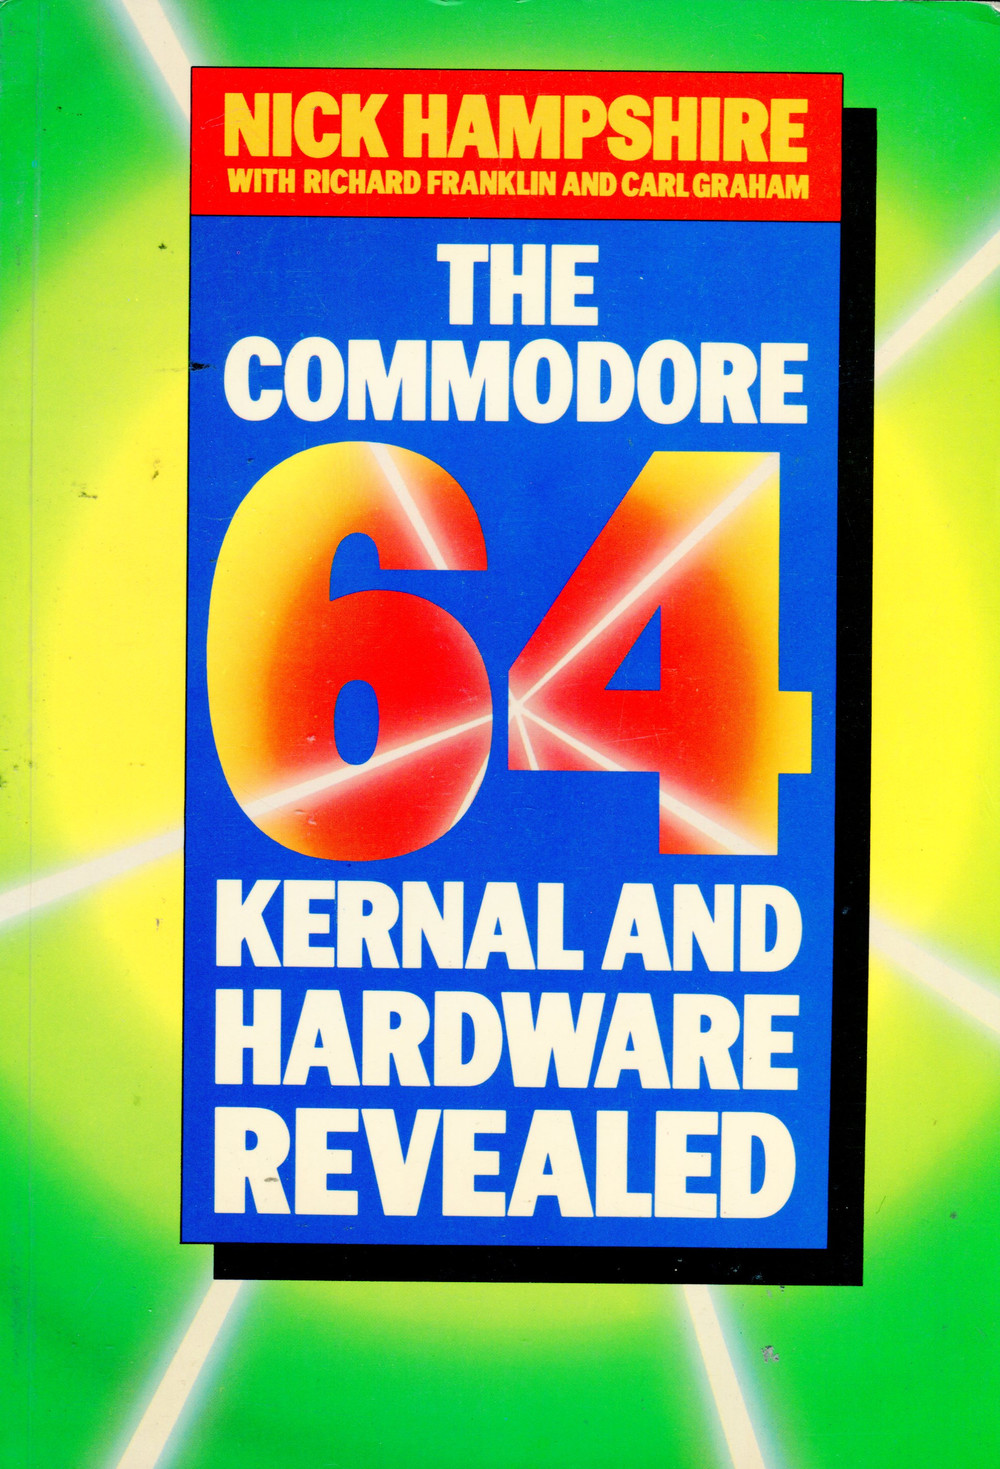 NICK HAMPSHIRE
WITH RICHARD FRANKLIN AND CARL GRAHAM
THE
COMMODORE
64
KERNAL AND
HARDWARE
REVEALED